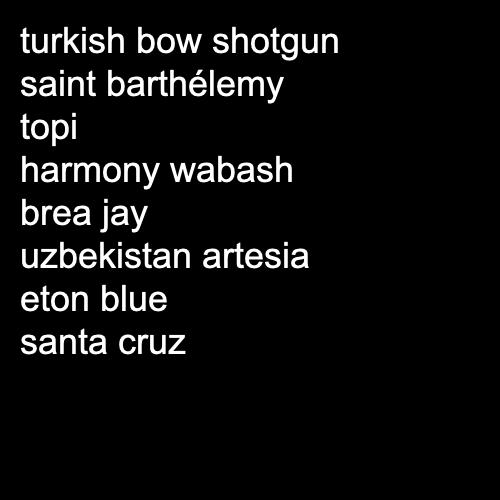 turkish bow shotgun
saint barthélemy
topi
harmony wabash
brea jay
uzbekistan artesia
eton blue
santa cruz